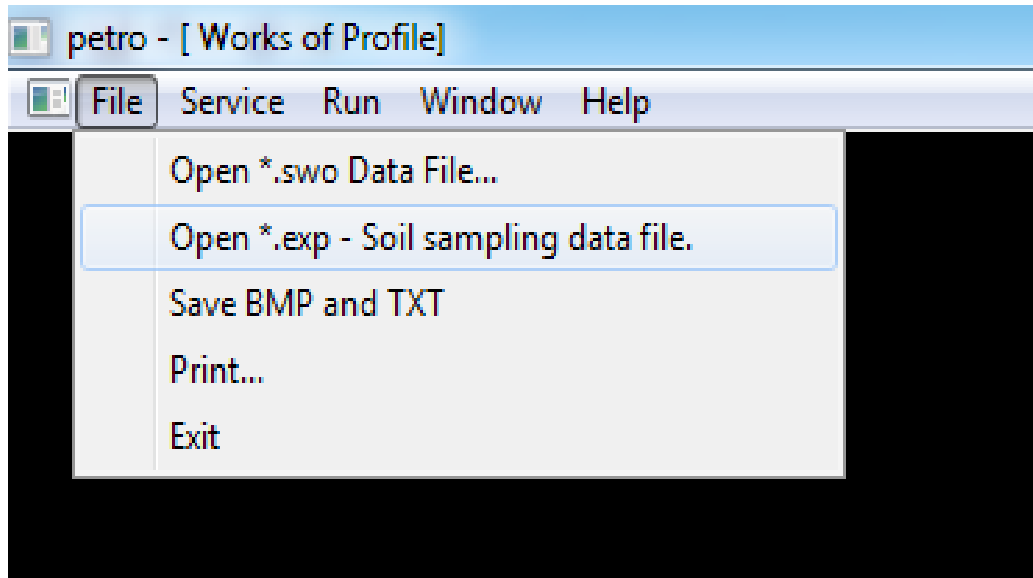 petro - [ Works of Profile]
File Service Run Window Help
Open *.swo Data File...
Open *.exp - Soil sampling data file.
Save BMP and TXT
Print...
Exit